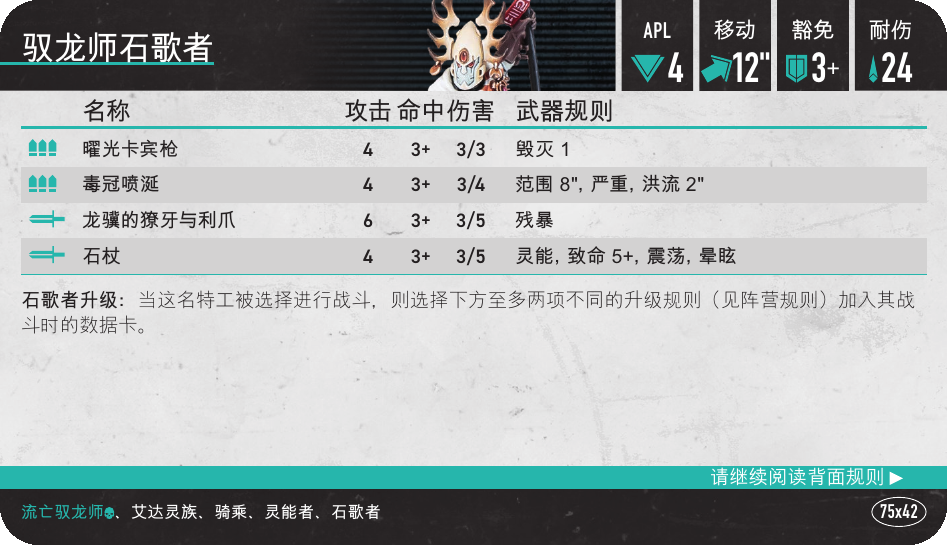 驭龙师石歌者
APL 移动 豁免 耐伤
4 12" 3+ 24
名称 攻击 命中 伤害 武器规则
曜光卡宾枪 4 3+ 3/3 毁灭 1
毒冠喷涎 4 3+ 3/4 范围 8", 严重, 洪流 2"
龙骥的獠牙与利爪 6 3+ 3/5 残暴
石杖 4 3+ 3/5 灵能, 致命 5+, 震荡, 晕眩
石歌者升级：当这名特工被选择进行战斗，则选择下方至多两项不同的升级规则（见阵营规则）加入其战
斗时的数据卡。
请继续阅读背面规则 ▶
流亡驭龙师、艾达灵族、骑乘、灵能者、石歌者
75x42